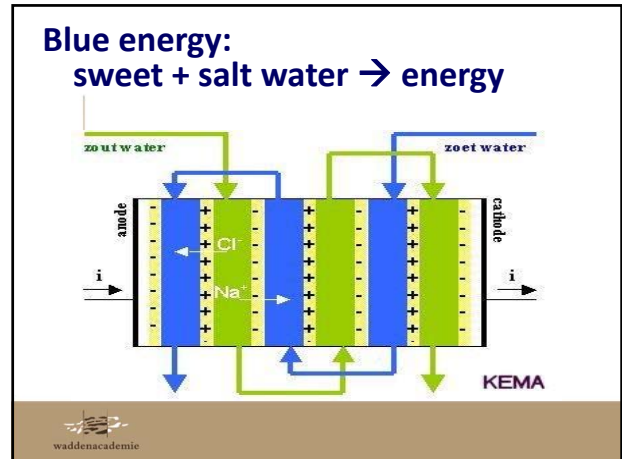 Blue energy:
sweet + salt water → energy
zout water
zoet water
anode
cathode
- - - - - - - - -
+ + + + + + + + +
- - - - - - - - -
+ + + + + + + + +
- - - - - - - - -
+ + + + + + + + +
- - - - - - - - -
Cl⁻
Na⁺
i
i
KEMA
waddenacademie